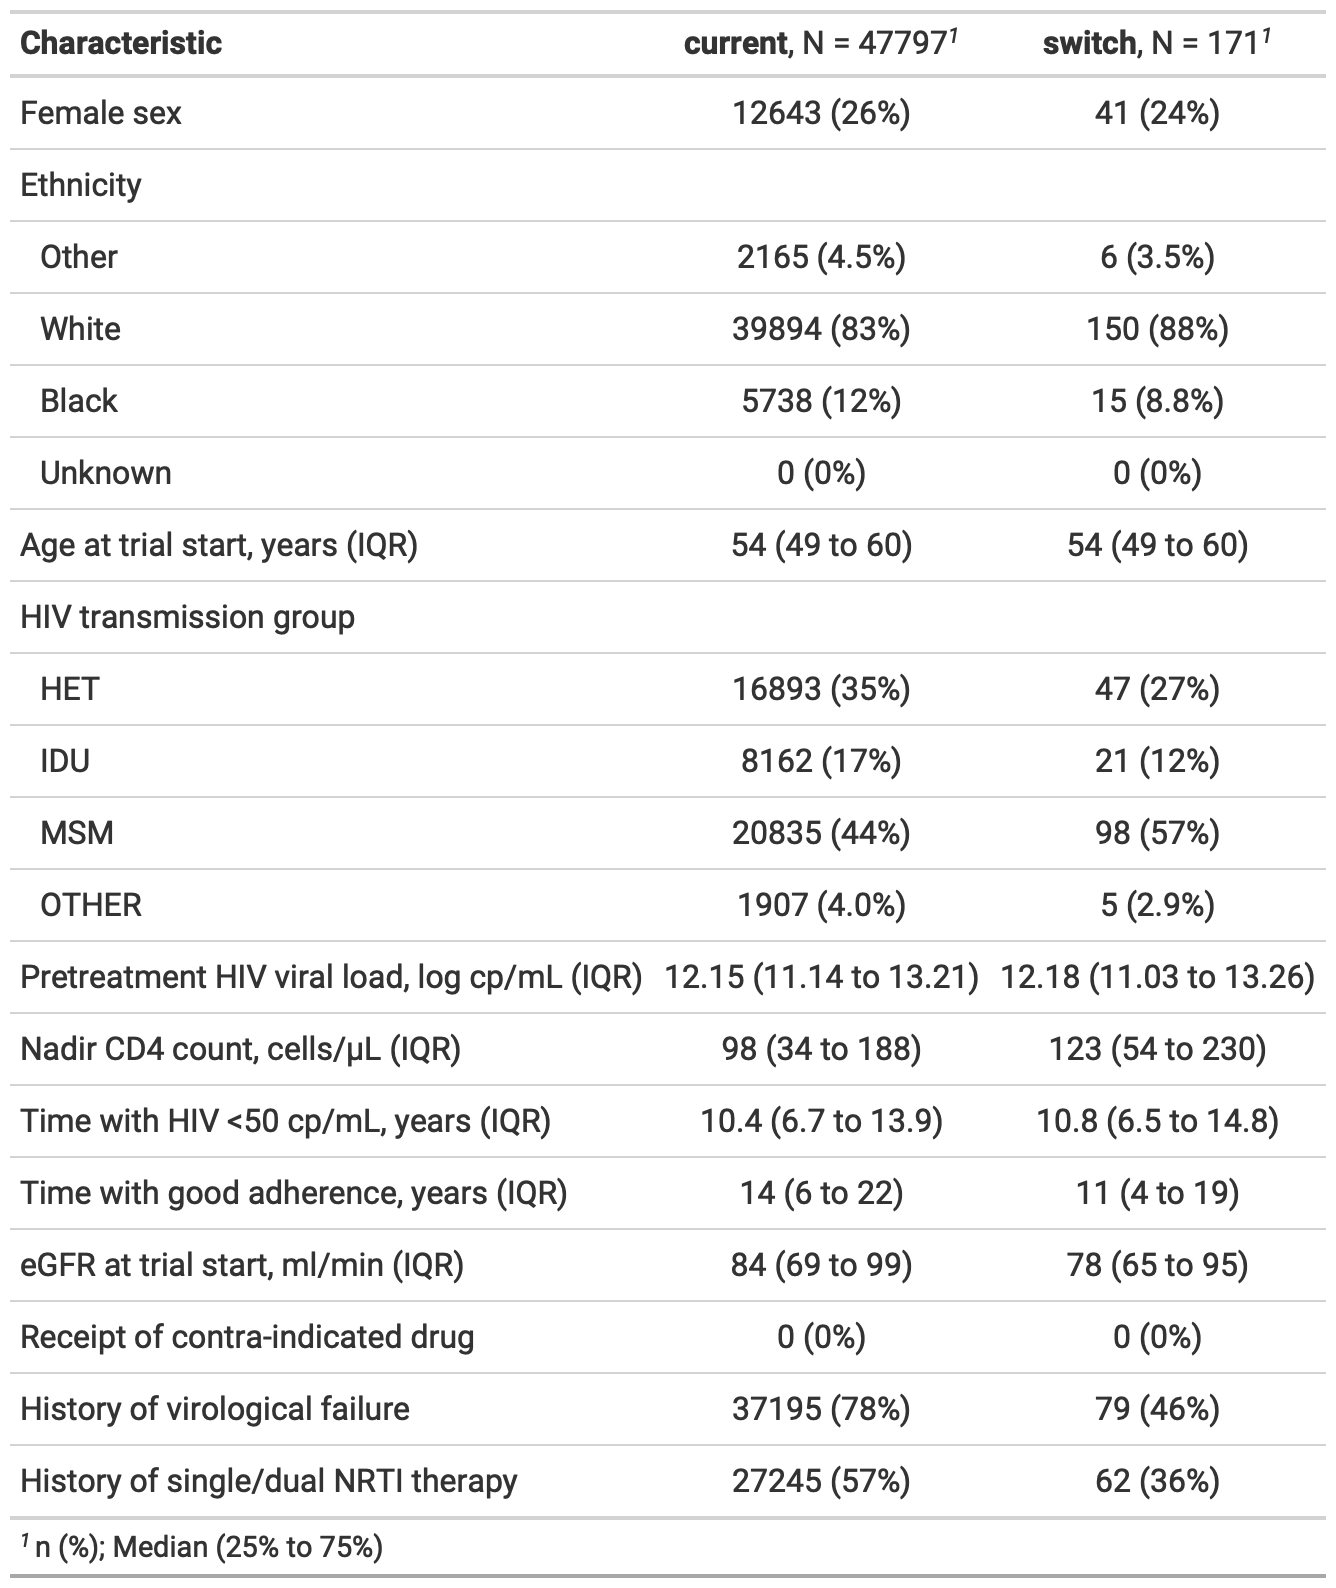 Characteristic current, N = 47797¹ switch, N = 171¹
Female sex 12643 (26%) 41 (24%)
Ethnicity
Other 2165 (4.5%) 6 (3.5%)
White 39894 (83%) 150 (88%)
Black 5738 (12%) 15 (8.8%)
Unknown 0 (0%) 0 (0%)
Age at trial start, years (IQR) 54 (49 to 60) 54 (49 to 60)
HIV transmission group
HET 16893 (35%) 47 (27%)
IDU 8162 (17%) 21 (12%)
MSM 20835 (44%) 98 (57%)
OTHER 1907 (4.0%) 5 (2.9%)
Pretreatment HIV viral load, log cp/mL (IQR) 12.15 (11.14 to 13.21) 12.18 (11.03 to 13.26)
Nadir CD4 count, cells/µL (IQR) 98 (34 to 188) 123 (54 to 230)
Time with HIV <50 cp/mL, years (IQR) 10.4 (6.7 to 13.9) 10.8 (6.5 to 14.8)
Time with good adherence, years (IQR) 14 (6 to 22) 11 (4 to 19)
eGFR at trial start, ml/min (IQR) 84 (69 to 99) 78 (65 to 95)
Receipt of contra-indicated drug 0 (0%) 0 (0%)
History of virological failure 37195 (78%) 79 (46%)
History of single/dual NRTI therapy 27245 (57%) 62 (36%)
¹ n (%); Median (25% to 75%)